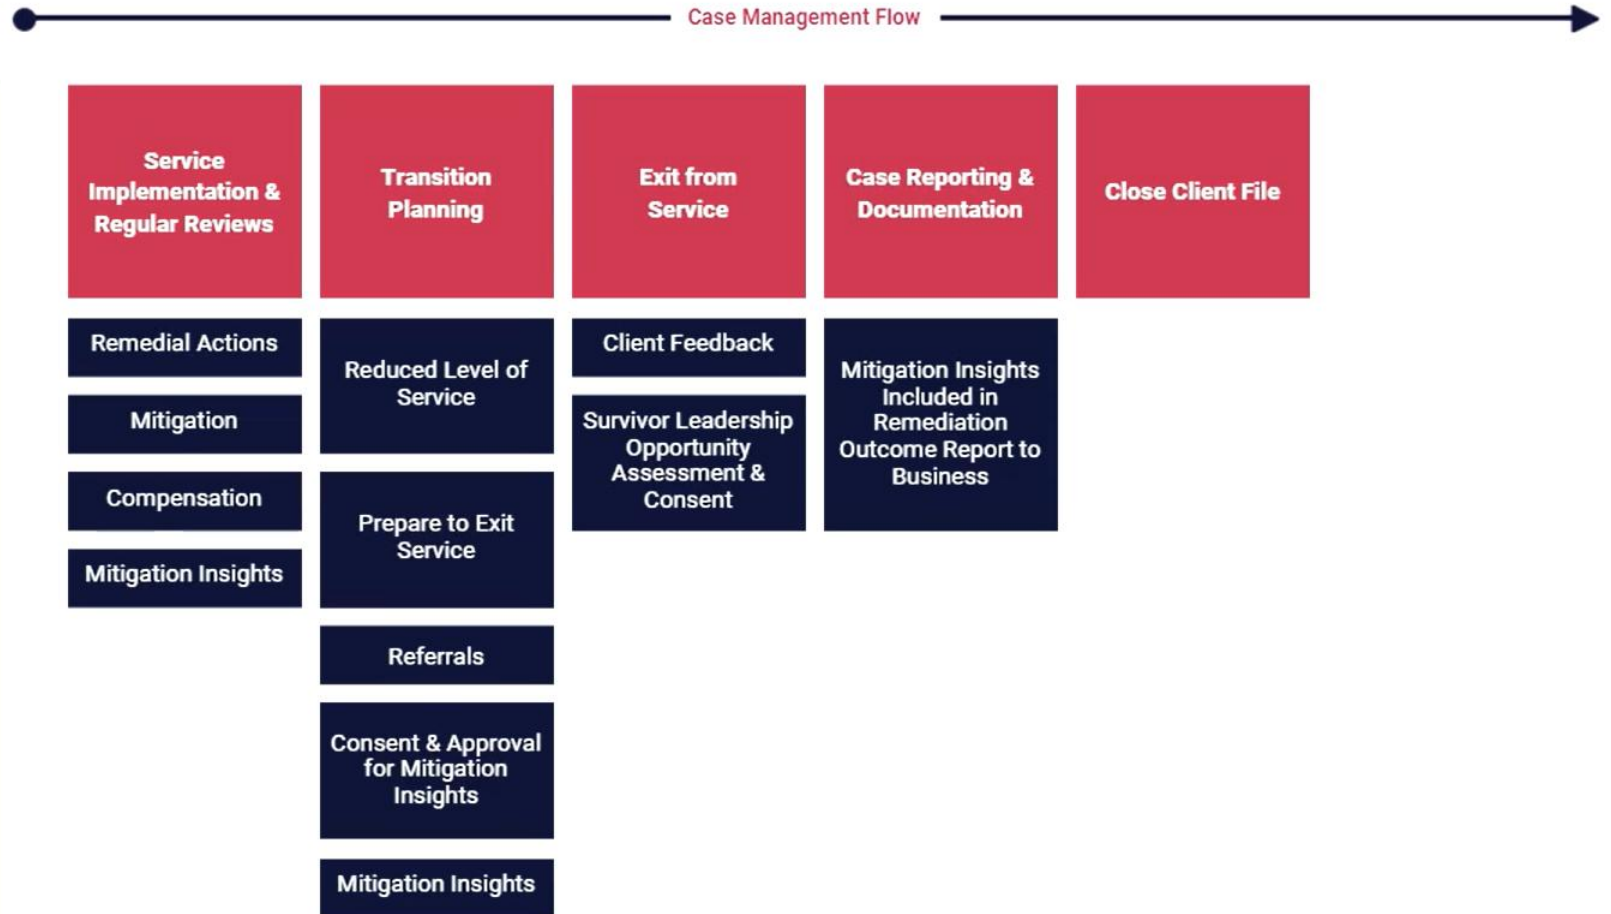 Case Management Flow
Service
Implementation &
Regular Reviews
Transition
Planning
Exit from
Service
Case Reporting &
Documentation
Close Client File
Remedial Actions
Mitigation
Compensation
Mitigation Insights
Reduced Level of
Service
Prepare to Exit
Service
Referrals
Consent & Approval
for Mitigation
Insights
Mitigation Insights
Client Feedback
Survivor Leadership
Opportunity
Assessment &
Consent
Mitigation Insights
Included in
Remediation
Outcome Report to
Business